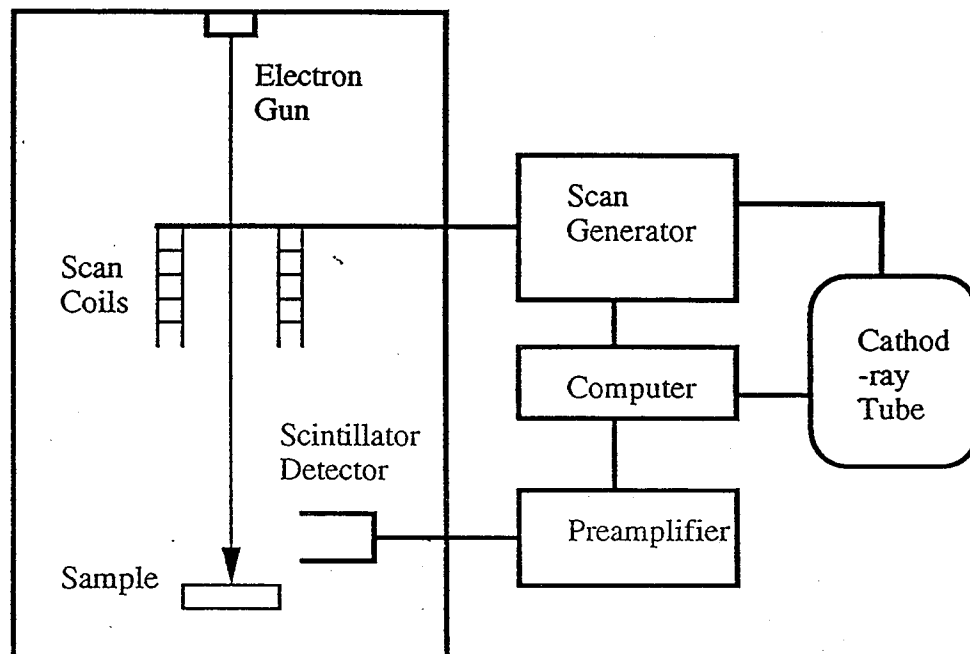 Electron
Gun
Scan
Generator
Scan
Coils
Cathod
-ray
Tube
Computer
Scintillator
Detector
Preamplifier
Sample